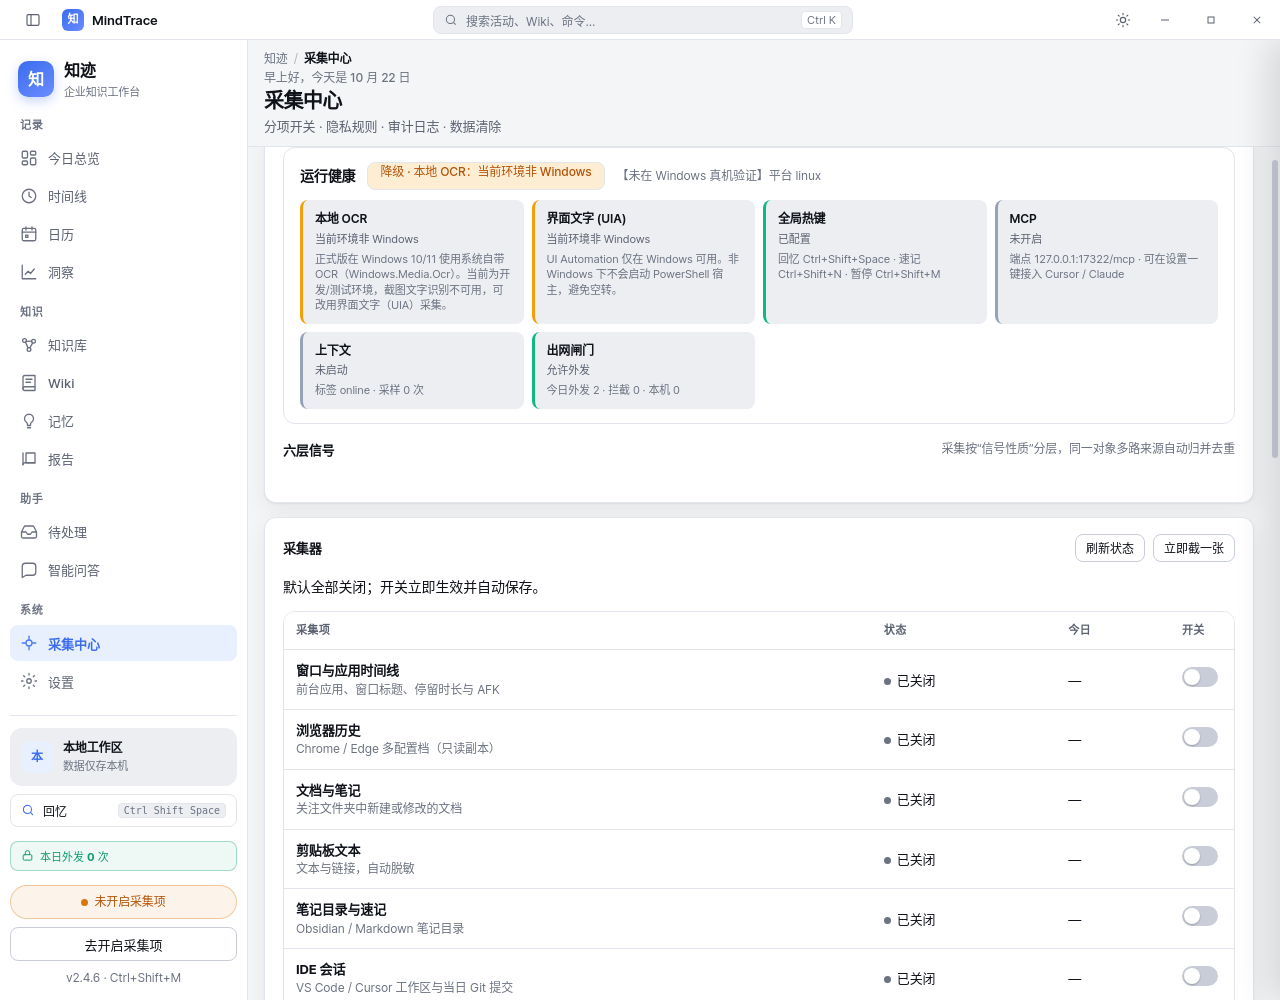 知 MindTrace
搜索活动、Wiki、命令... Ctrl K
知 知迹
企业知识工作台
记录
今日总览
时间线
日历
洞察
知识
知识库
Wiki
记忆
报告
助手
待处理
智能问答
系统
采集中心
设置
本 本地工作区
数据仅存本机
回忆 Ctrl Shift Space
本日外发 0 次
未开启采集项
去开启采集项
v2.4.6 · Ctrl+Shift+M
知迹 / 采集中心
早上好，今天是 10 月 22 日
采集中心
分项开关 · 隐私规则 · 审计日志 · 数据清除
运行健康 降级 · 本地 OCR：当前环境非 Windows 【未在 Windows 真机验证】平台 linux
本地 OCR
当前环境非 Windows
正式版在 Windows 10/11 使用系统自带
OCR（Windows.Media.Ocr）。当前为开
发/测试环境，截图文字识别不可用，可
改用界面文字（UIA）采集。
界面文字 (UIA)
当前环境非 Windows
UI Automation 仅在 Windows 可用。非
Windows 下不会启动 PowerShell 宿
主，避免空转。
全局热键
已配置
回忆 Ctrl+Shift+Space · 速记
Ctrl+Shift+N · 暂停 Ctrl+Shift+M
MCP
未开启
端点 127.0.0.1:17322/mcp · 可在设置一
键接入 Cursor / Claude
上下文
未启动
标签 online · 采样 0 次
出网闸门
允许外发
今日外发 2 · 拦截 0 · 本机 0
六层信号 采集按“信号性质”分层，同一对象多路来源自动归并去重
采集器 刷新状态 立即截一张
默认全部关闭；开关立即生效并自动保存。
采集项 状态 今日 开关
窗口与应用时间线
前台应用、窗口标题、停留时长与 AFK
已关闭 —
浏览器历史
Chrome / Edge 多配置档（只读副本）
已关闭 —
文档与笔记
关注文件夹中新建或修改的文档
已关闭 —
剪贴板文本
文本与链接，自动脱敏
已关闭 —
笔记目录与速记
Obsidian / Markdown 笔记目录
已关闭 —
IDE 会话
VS Code / Cursor 工作区与当日 Git 提交
已关闭 —